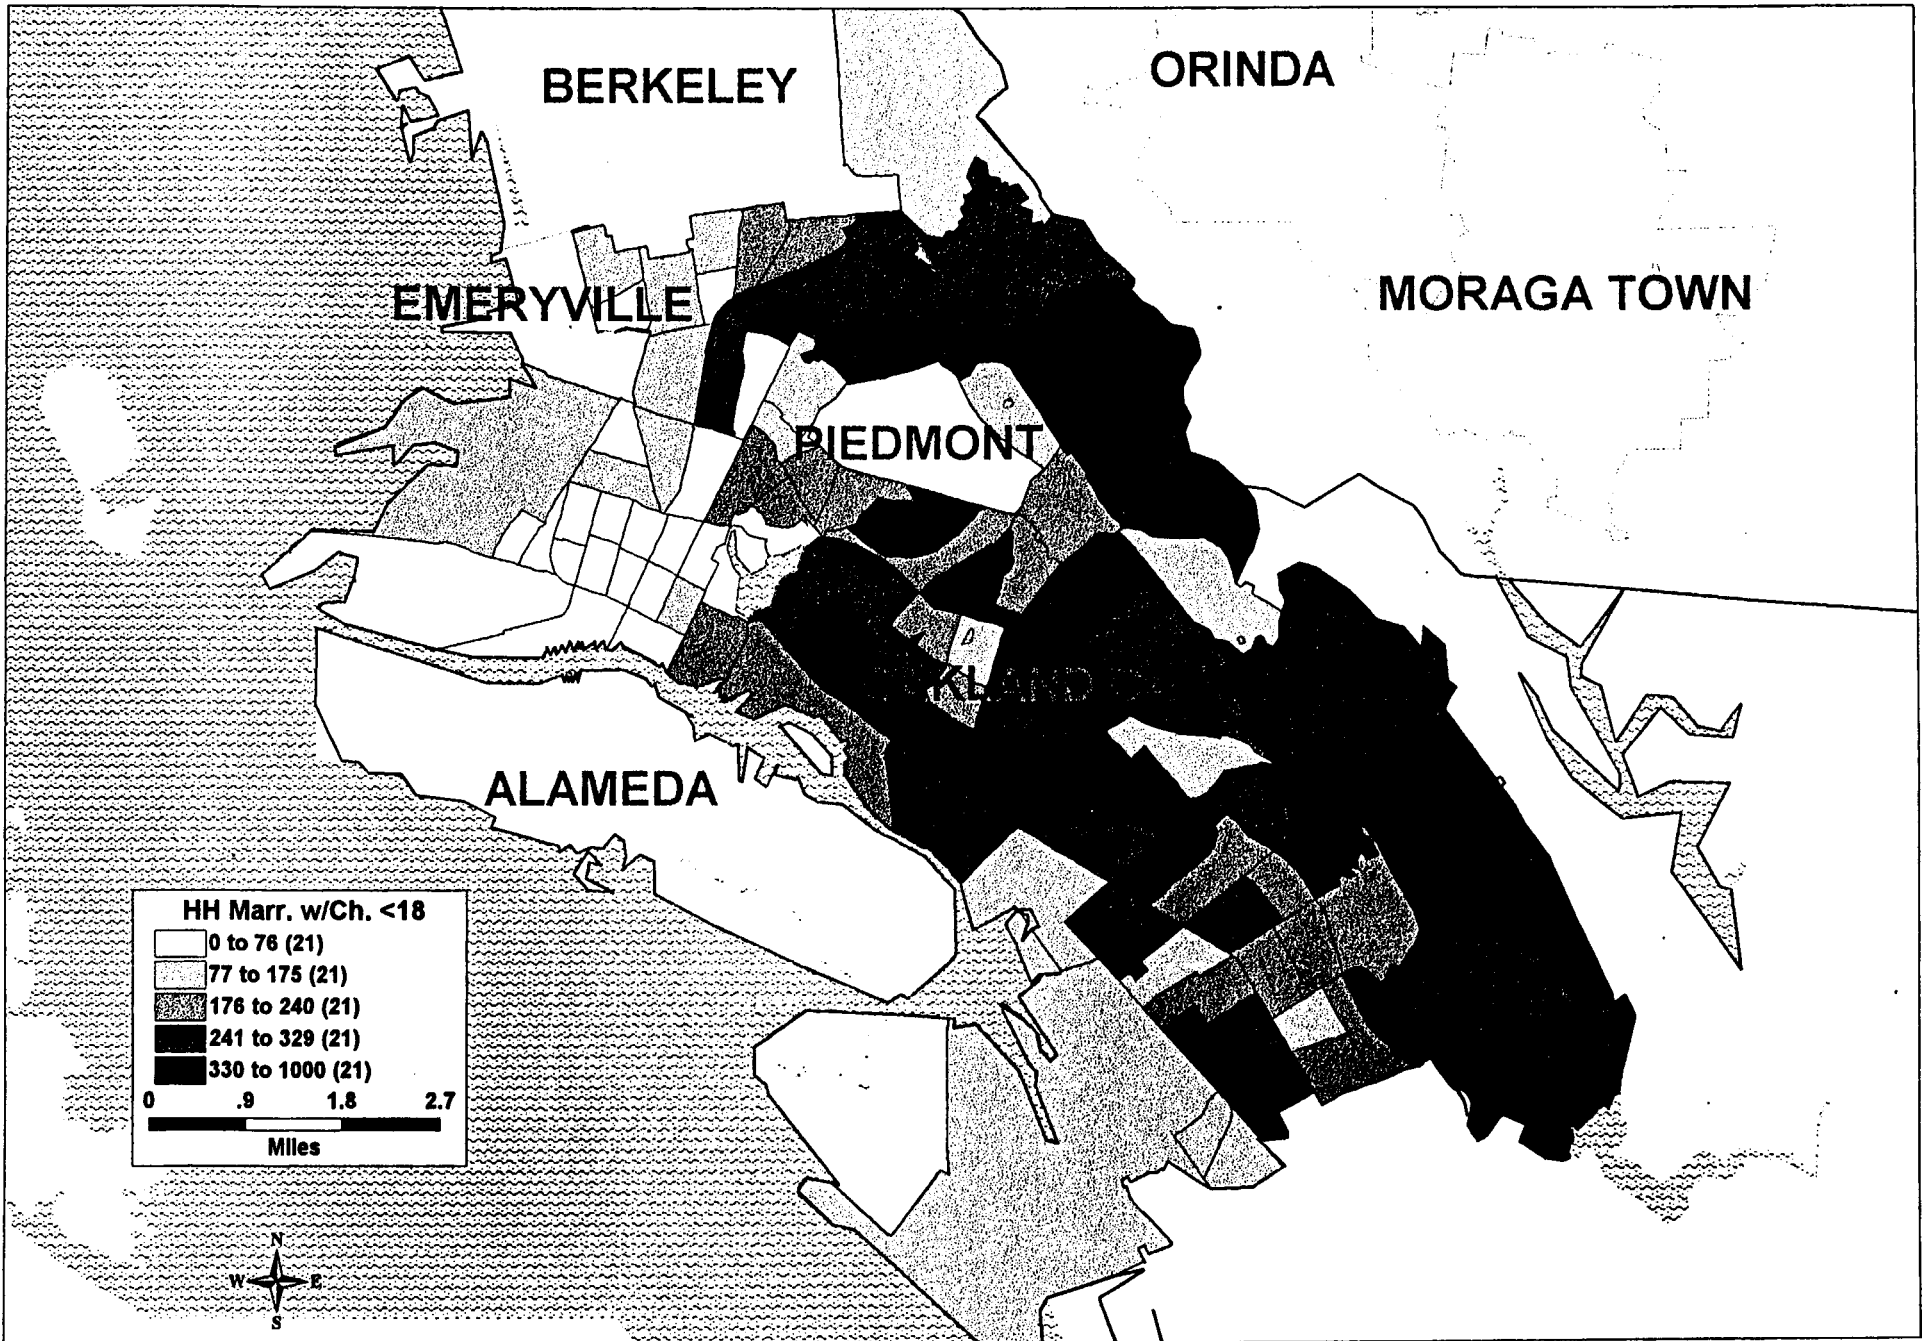 BERKELEY
ORINDA
EMERYVILLE
MORAGA TOWN
PIEDMONT
KLAND
ALAMEDA
HH Marr. w/Ch. <18
0 to 76 (21)
77 to 175 (21)
176 to 240 (21)
241 to 329 (21)
330 to 1000 (21)
0 .9 1.8 2.7
Miles
N
W E
S